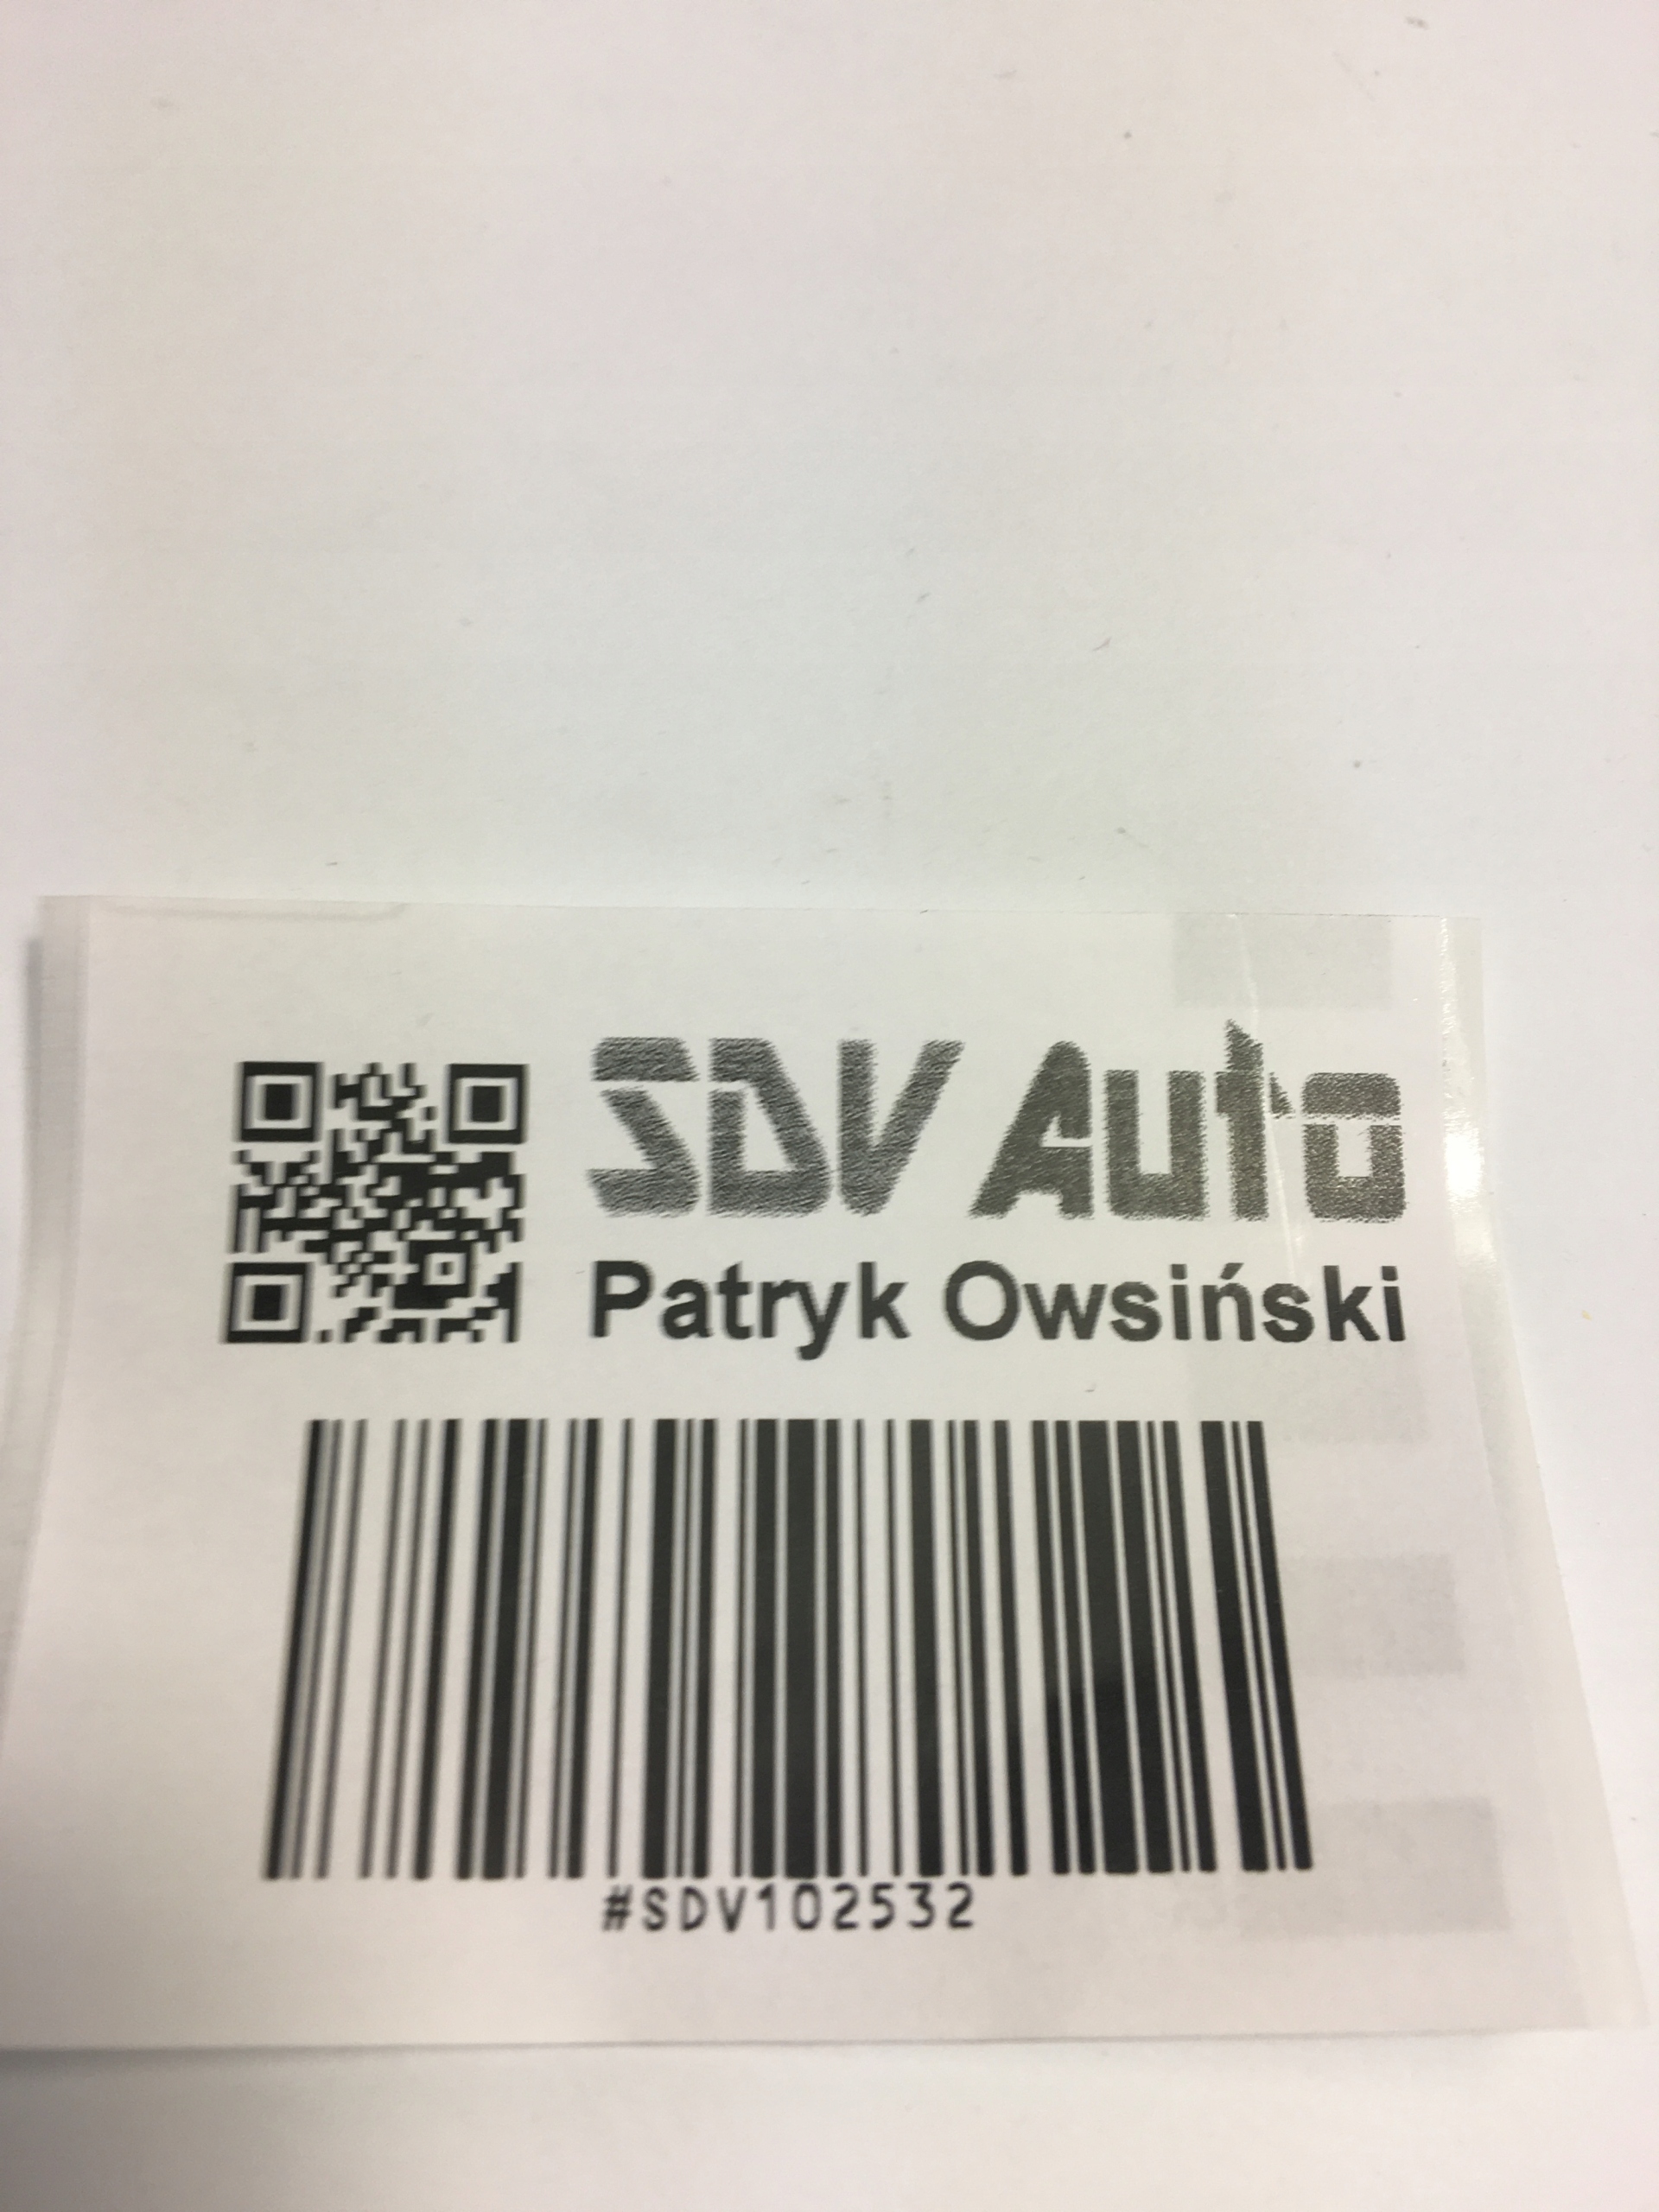 SDV Auto
Patryk Owsiński
#SDV102532